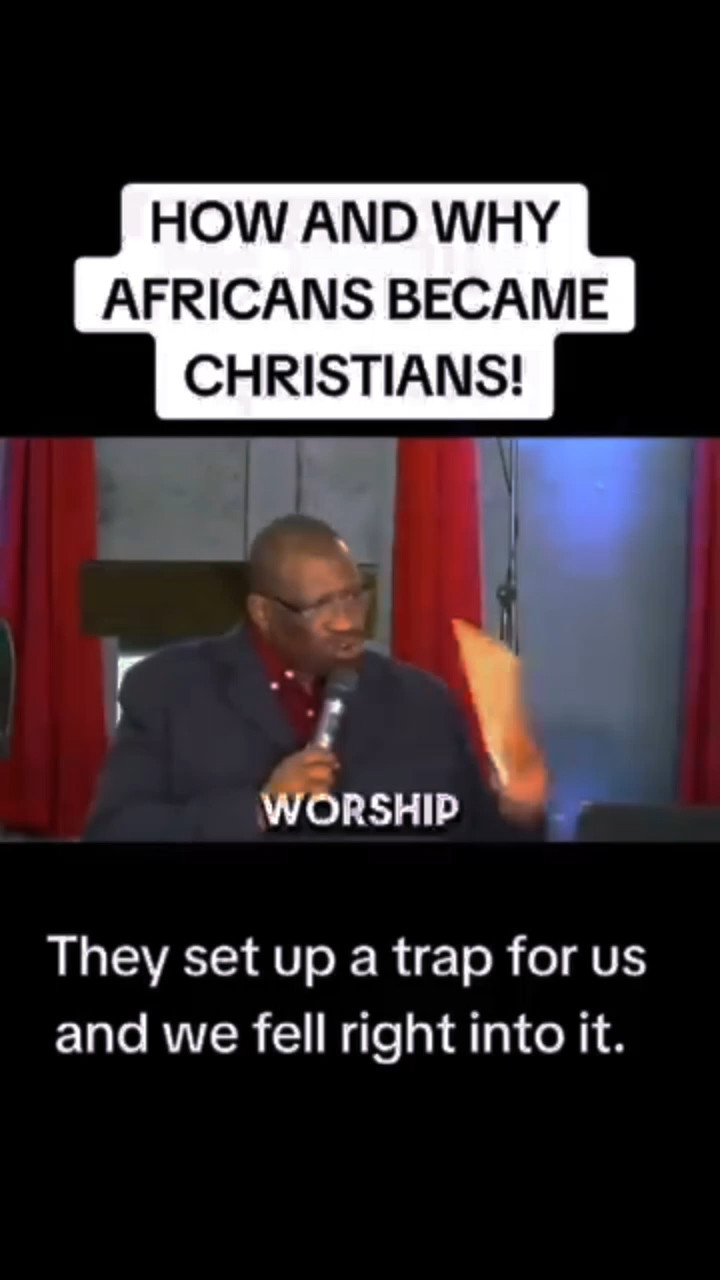 HOW AND WHY
AFRICANS BECAME
CHRISTIANS!
WORSHIP
They set up a trap for us
and we fell right into it.